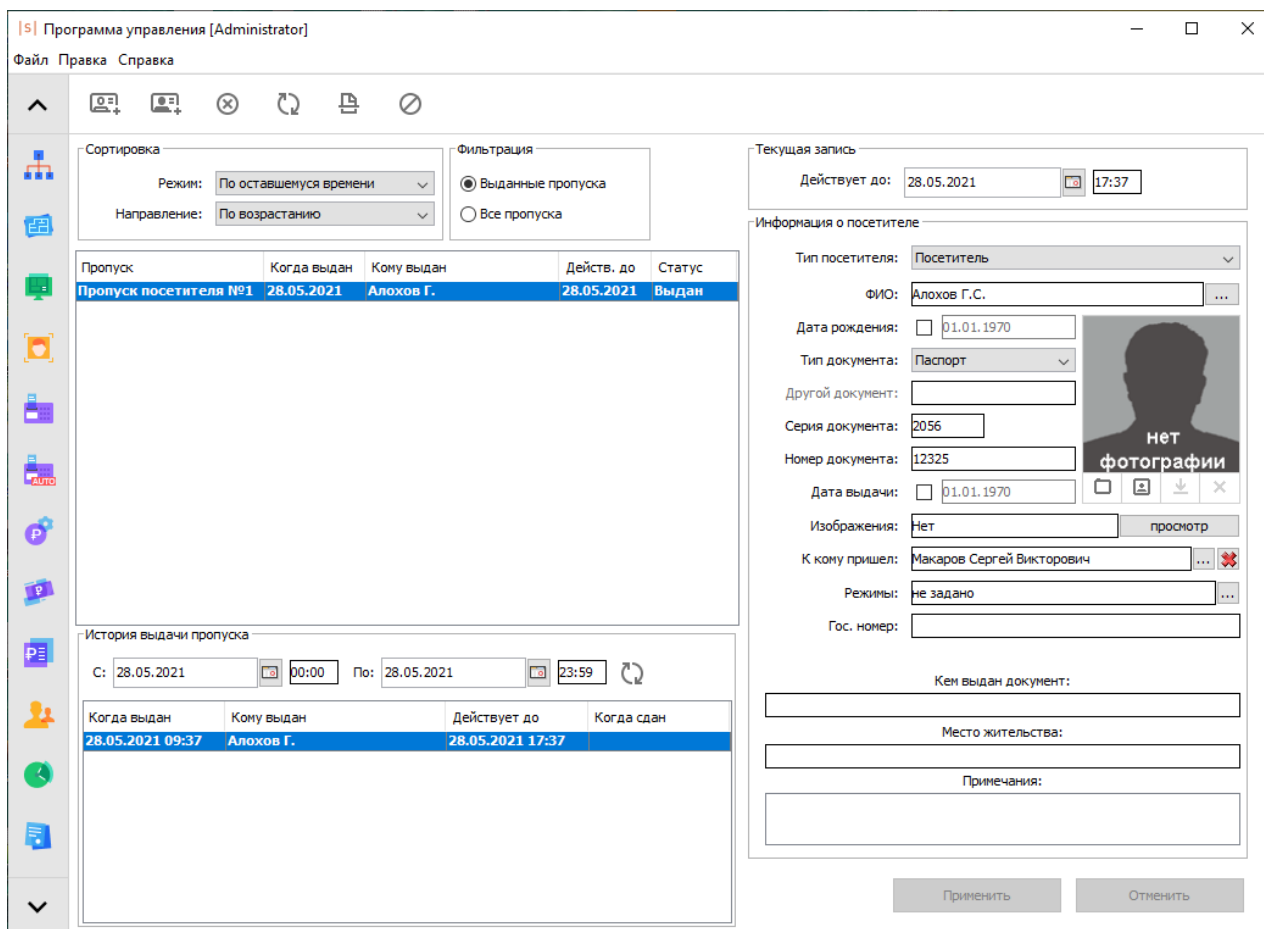 |S| Программа управления [Administrator]
Файл Правка Справка
Сортировка
Режим: По оставшемуся времени
Направление: По возрастанию
Фильтрация
Выданные пропуска
Все пропуска
Пропуск Когда выдан Кому выдан Действ. до Статус
Пропуск посетителя №1 28.05.2021 Алохов Г. 28.05.2021 Выдан
AUTO
История выдачи пропуска
С: 28.05.2021 00:00 По: 28.05.2021 23:59
Когда выдан Кому выдан Действует до Когда сдан
28.05.2021 09:37 Алохов Г. 28.05.2021 17:37
Текущая запись
Действует до: 28.05.2021 17:37
Информация о посетителе
Тип посетителя: Посетитель
ФИО: Алохов Г.С. ...
Дата рождения: 01.01.1970
Тип документа: Паспорт
Другой документ:
Серия документа: 2056
Номер документа: 12325
Дата выдачи: 01.01.1970
нет
фотографии
Изображения: Нет просмотр
К кому пришел: Макаров Сергей Викторович ...
Режимы: не задано ...
Гос. номер:
Кем выдан документ:
Место жительства:
Примечания:
Применить Отменить